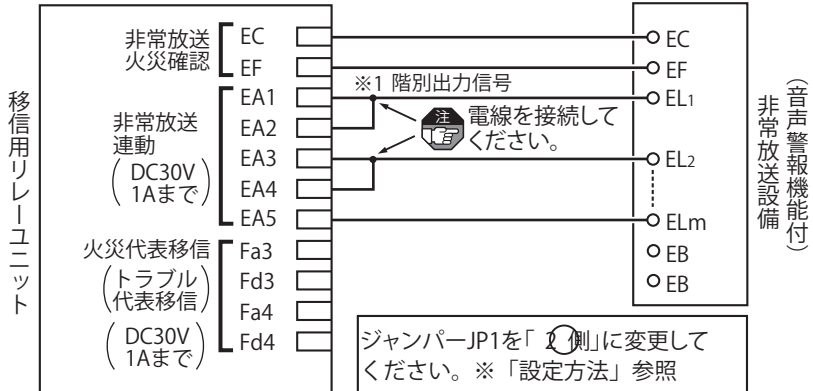 移信用リレーユニット
非常放送
火災確認
EC
EF
非常放送
連動
(DC30V
1Aまで)
EA1
EA2
EA3
EA4
EA5
火災代表移信
(トラブル
代表移信)
(DC30V
1Aまで)
Fa3
Fd3
Fa4
Fd4
※1 階別出力信号
注
電線を接続して
ください。
EC
EF
EL1
EL2
ELm
EB
EB
非常放送設備
(音声警報機能付)
ジャンパーJP1を「2側」に変更して
ください。※「設定方法」参照